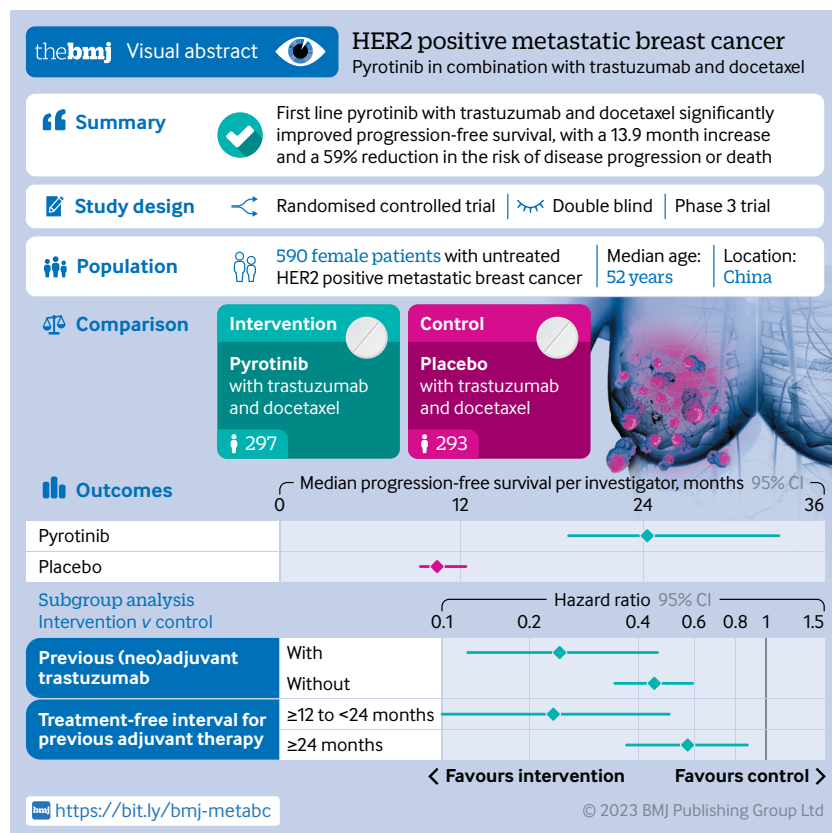 thebmj Visual abstract
HER2 positive metastatic breast cancer
Pyrotinib in combination with trastuzumab and docetaxel
Summary
First line pyrotinib with trastuzumab and docetaxel significantly
improved progression-free survival, with a 13.9 month increase
and a 59% reduction in the risk of disease progression or death
Study design
Randomised controlled trial
Double blind
Phase 3 trial
Population
590 female patients with untreated
HER2 positive metastatic breast cancer
Median age:
52 years
Location:
China
Comparison
Intervention
Pyrotinib
with trastuzumab
and docetaxel
297
Control
Placebo
with trastuzumab
and docetaxel
293
Outcomes
Median progression-free survival per investigator, months 95% CI
0 12 24 36
Pyrotinib
Placebo
Subgroup analysis
Intervention v control
Hazard ratio 95% CI
0.1 0.2 0.4 0.6 0.8 1 1.5
Previous (neo)adjuvant
trastuzumab
With
Without
Treatment-free interval for
previous adjuvant therapy
≥12 to <24 months
≥24 months
< Favours intervention
Favours control >
bmj https://bit.ly/bmj-metabc
© 2023 BMJ Publishing Group Ltd